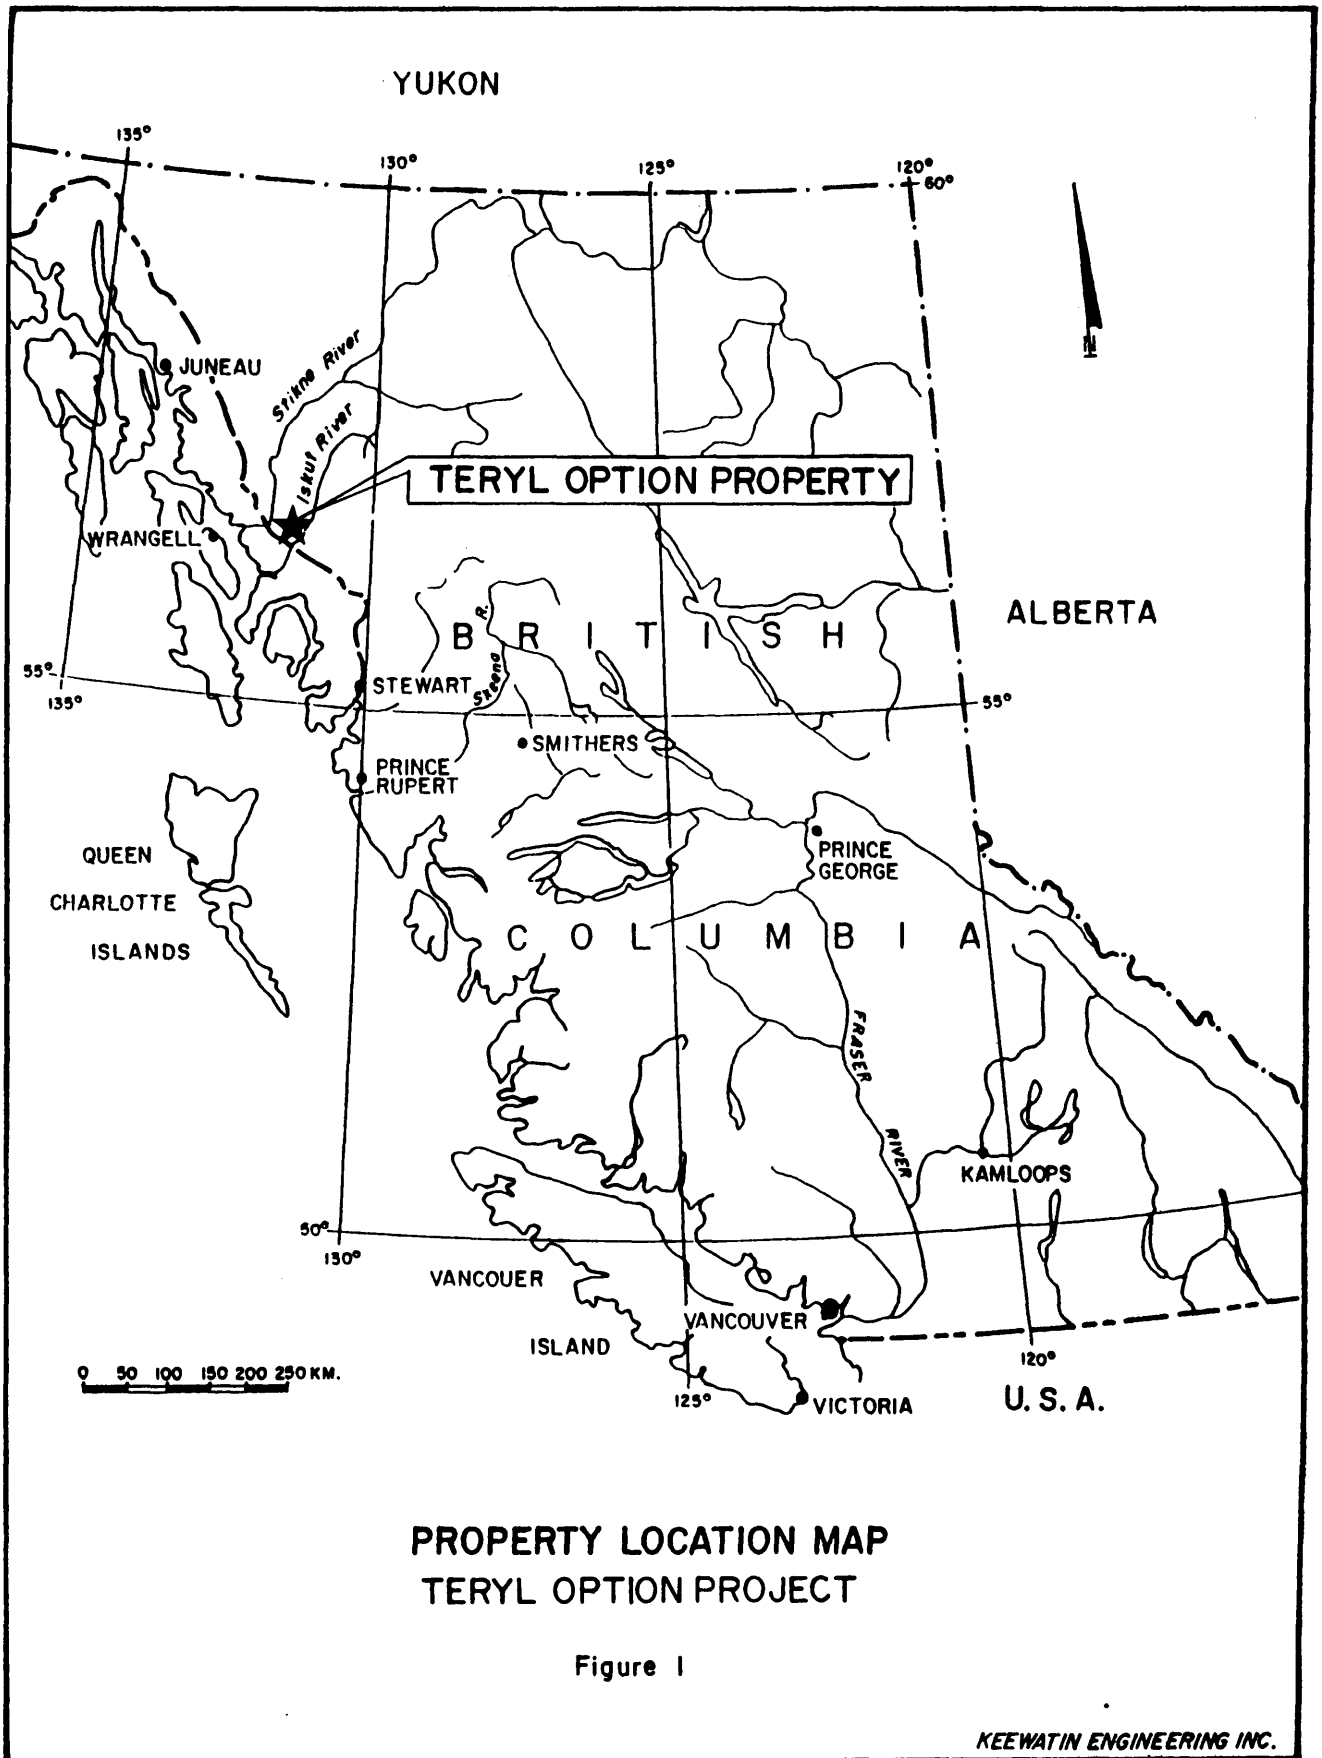 YUKON
135°
130°
125°
120°
60°
N
JUNEAU
Stikne River
Iskut River
TERYL OPTION PROPERTY
WRANGELL
ALBERTA
BRITISH
Skeena R.
55°
135°
STEWART
55°
SMITHERS
PRINCE
RUPERT
QUEEN
CHARLOTTE
ISLANDS
PRINCE
GEORGE
COLUMBIA
FRASER RIVER
KAMLOOPS
50°
130°
VANCOUER
ISLAND
VANCOUVER
120°
125°
VICTORIA
U.S.A.
0 50 100 150 200 250 KM.
PROPERTY LOCATION MAP
TERYL OPTION PROJECT
Figure 1
KEEWATIN ENGINEERING INC.